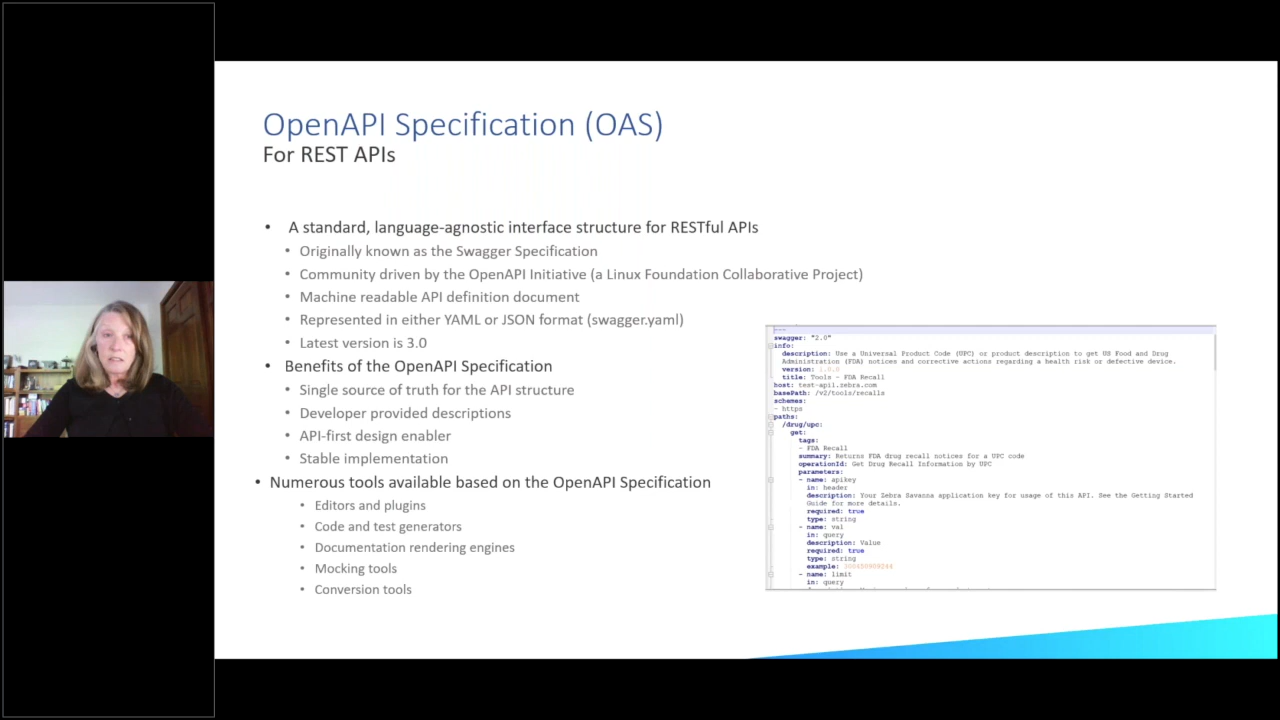 OpenAPI Specification (OAS)
For REST APIs
• A standard, language-agnostic interface structure for RESTful APIs
• Originally known as the Swagger Specification
• Community driven by the OpenAPI Initiative (a Linux Foundation Collaborative Project)
• Machine readable API definition document
• Represented in either YAML or JSON format (swagger.yaml)
• Latest version is 3.0
• Benefits of the OpenAPI Specification
• Single source of truth for the API structure
• Developer provided descriptions
• API-first design enabler
• Stable implementation
• Numerous tools available based on the OpenAPI Specification
• Editors and plugins
• Code and test generators
• Documentation rendering engines
• Mocking tools
• Conversion tools
---
swagger: "2.0"
info:
description: Use a Universal Product Code (UPC) or product description to get US Food and Drug
Administration (FDA) notices and corrective actions regarding a health risk or defective device.
version: 1.0.0
title: Tools - FDA Recall
host: test-api1.zebra.com
basePath: /v2/tools/recalls
schemes:
- https
paths:
/drug/upc:
get:
tags:
- FDA Recall
summary: Returns FDA drug recall notices for a UPC code
operationId: Get Drug Recall Information by UPC
parameters:
- name: apikey
in: header
description: Your Zebra Savanna application key for usage of this API. See the Getting Started
Guide for more details.
required: true
type: string
- name: val
in: query
description: Value
required: true
type: string
example:
- name: limit
in: query